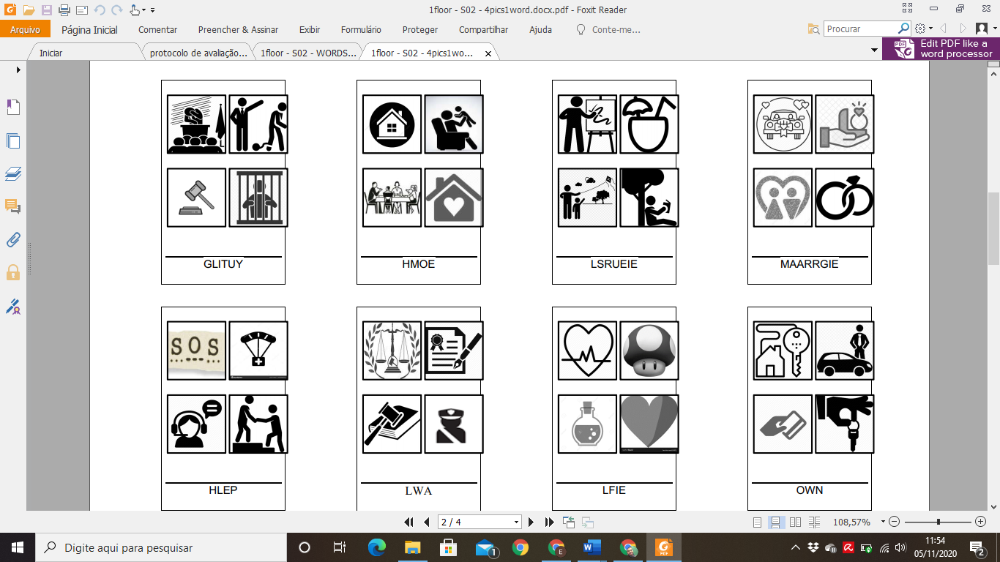 1floor - S02 - 4pics1word.docx.pdf - Foxit Reader
Arquivo Página Inicial Comentar Preencher & Assinar Exibir Formulário Proteger Compartilhar Ajuda Conte-me... Procurar
Iniciar protocolo de avaliação... 1floor - S02 - WORDS... 1floor - S02 - 4pics1wo... Edit PDF like a
word processor
GLITUY HMOE LSRUEIE MAARRGIE
SOS
HLEP LWA LFIE OWN
2 / 4 108,57%
Digite aqui para pesquisar
11:54
05/11/2020